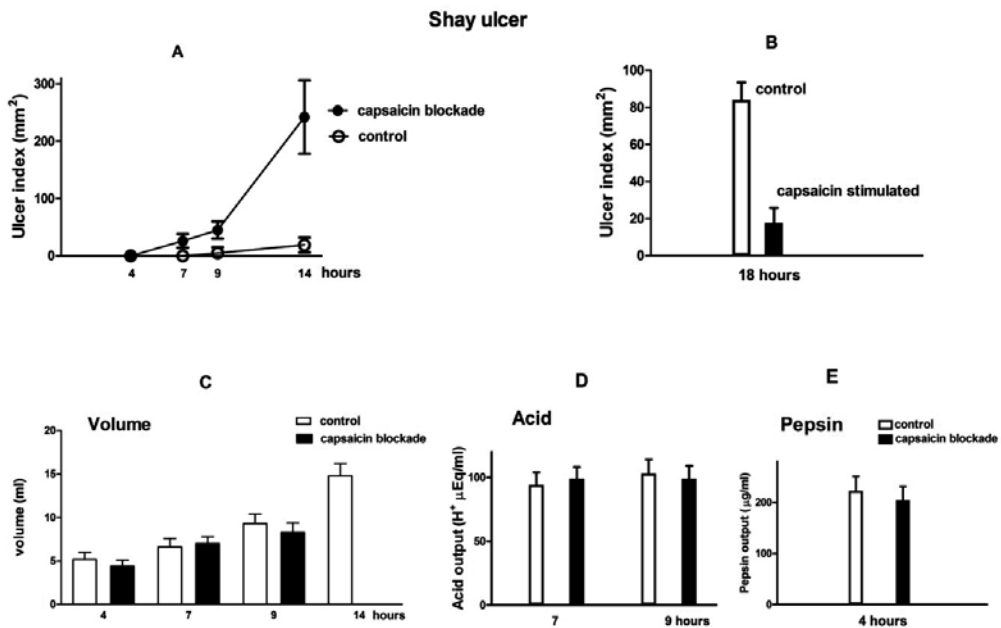 Shay ulcer
A
Ulcer index (mm²)
300
200
100
0
4 7 9 14 hours
capsaicin blockade
control
B
Ulcer index (mm²)
100
80
60
40
20
0
control
capsaicin stimulated
18 hours
C
Volume
control
capsaicin blockade
volume (ml)
20
15
10
5
0
4 7 9 14 hours
D
Acid
Acid output (H⁺ µEq/ml)
100
50
0
7 9 hours
E
control
capsaicin blockade
Pepsin
Pepsin output (µg/ml)
200
100
0
4 hours